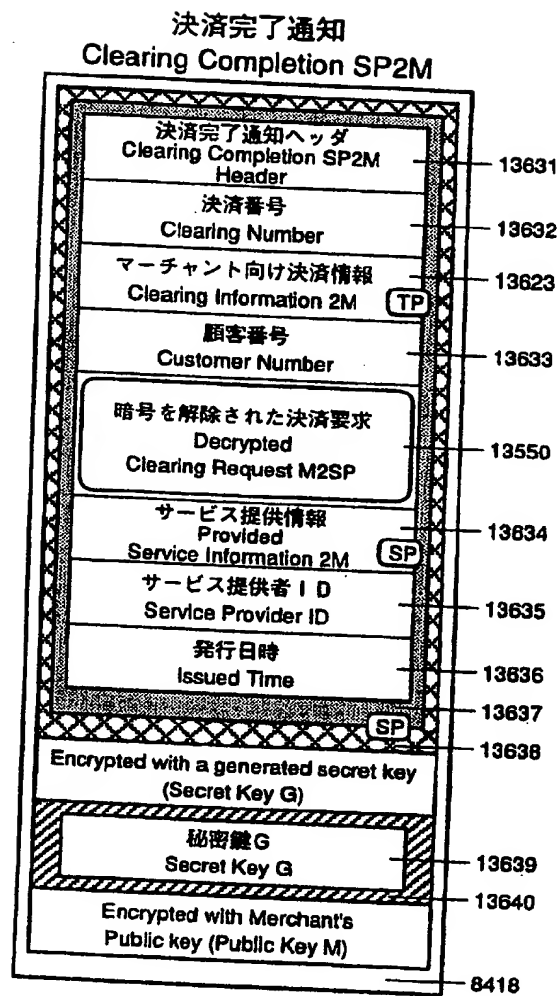 決済完了通知
Clearing Completion SP2M
決済完了通知ヘッダ
Clearing Completion SP2M
Header
13631
決済番号
Clearing Number
13632
マーチャント向け決済情報
Clearing Information 2M
TP
13623
顧客番号
Customer Number
13633
暗号を解除された決済要求
Decrypted
Clearing Request M2SP
13550
サービス提供情報
Provided
Service Information 2M
SP
13634
サービス提供者ID
Service Provider ID
13635
発行日時
Issued Time
13636
13637
SP
13638
Encrypted with a generated secret key
(Secret Key G)
秘密鍵G
Secret Key G
13639
13640
Encrypted with Merchant's
Public key (Public Key M)
8418